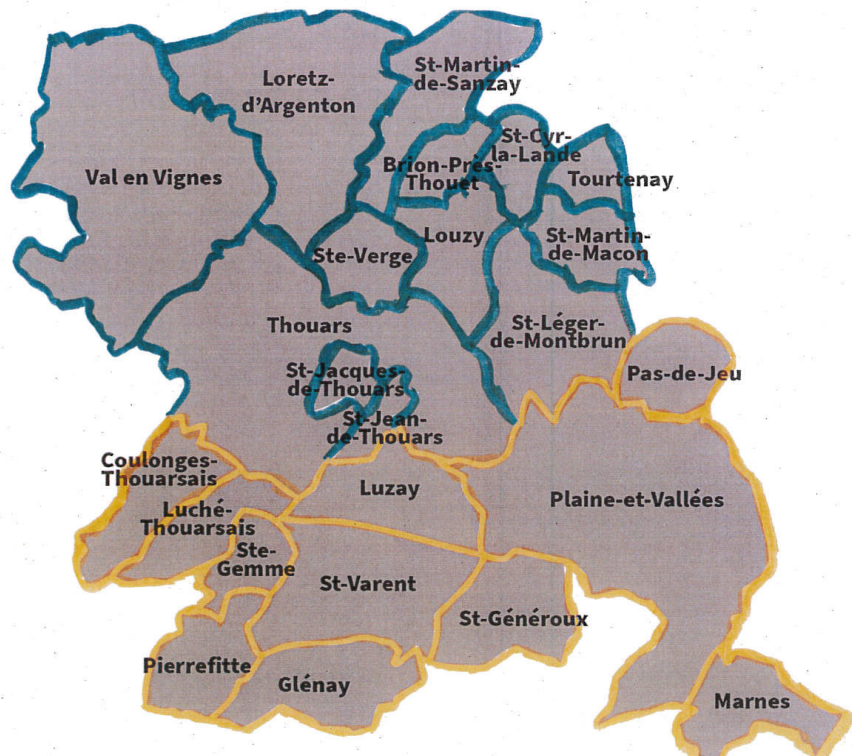 St-Martin-
de-Sanzay
Loretz-
d'Argenton
St-Cyr-
la-Lande
Brion-Près-
Thouet
Val en Vignes
Tourtenay
Louzy
St-Martin-
de-Macon
Ste-Verge
Thouars
St-Léger-
de-Montbrun
St-Jacques-
de-Thouars
Pas-de-Jeu
St-Jean-
de-Thouars
Coulonges-
Thouarsais
Luzay
Plaine-et-Vallées
Luché-
Thouarsais
Ste-
Gemme
St-Varent
St-Généroux
Pierrefitte
Glénay
Marnes